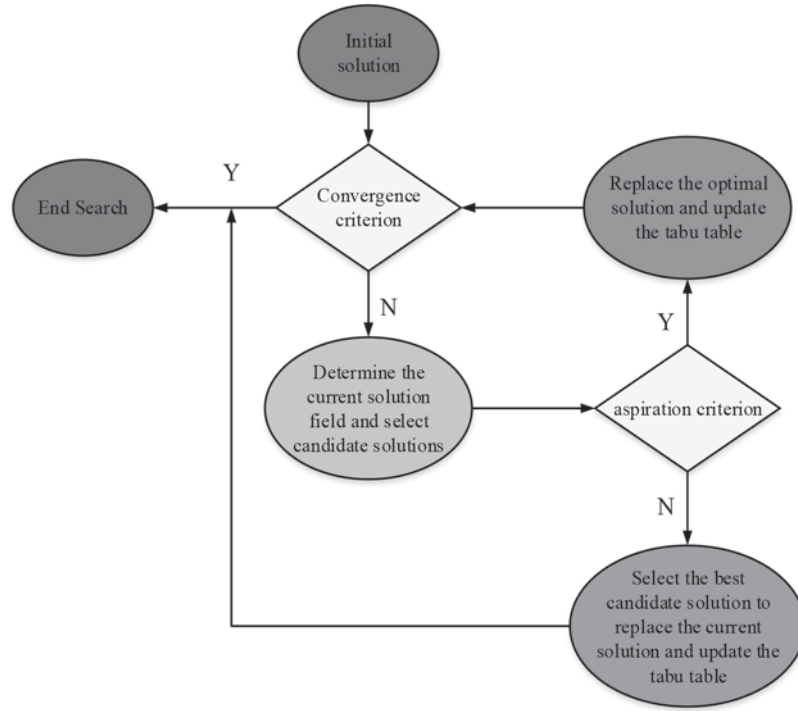 Initial
solution
Y
End Search
Convergence
criterion
Replace the optimal
solution and update
the tabu table
N
Y
Determine the
current solution
field and select
candidate solutions
aspiration criterion
N
Select the best
candidate solution to
replace the current
solution and update the
tabu table